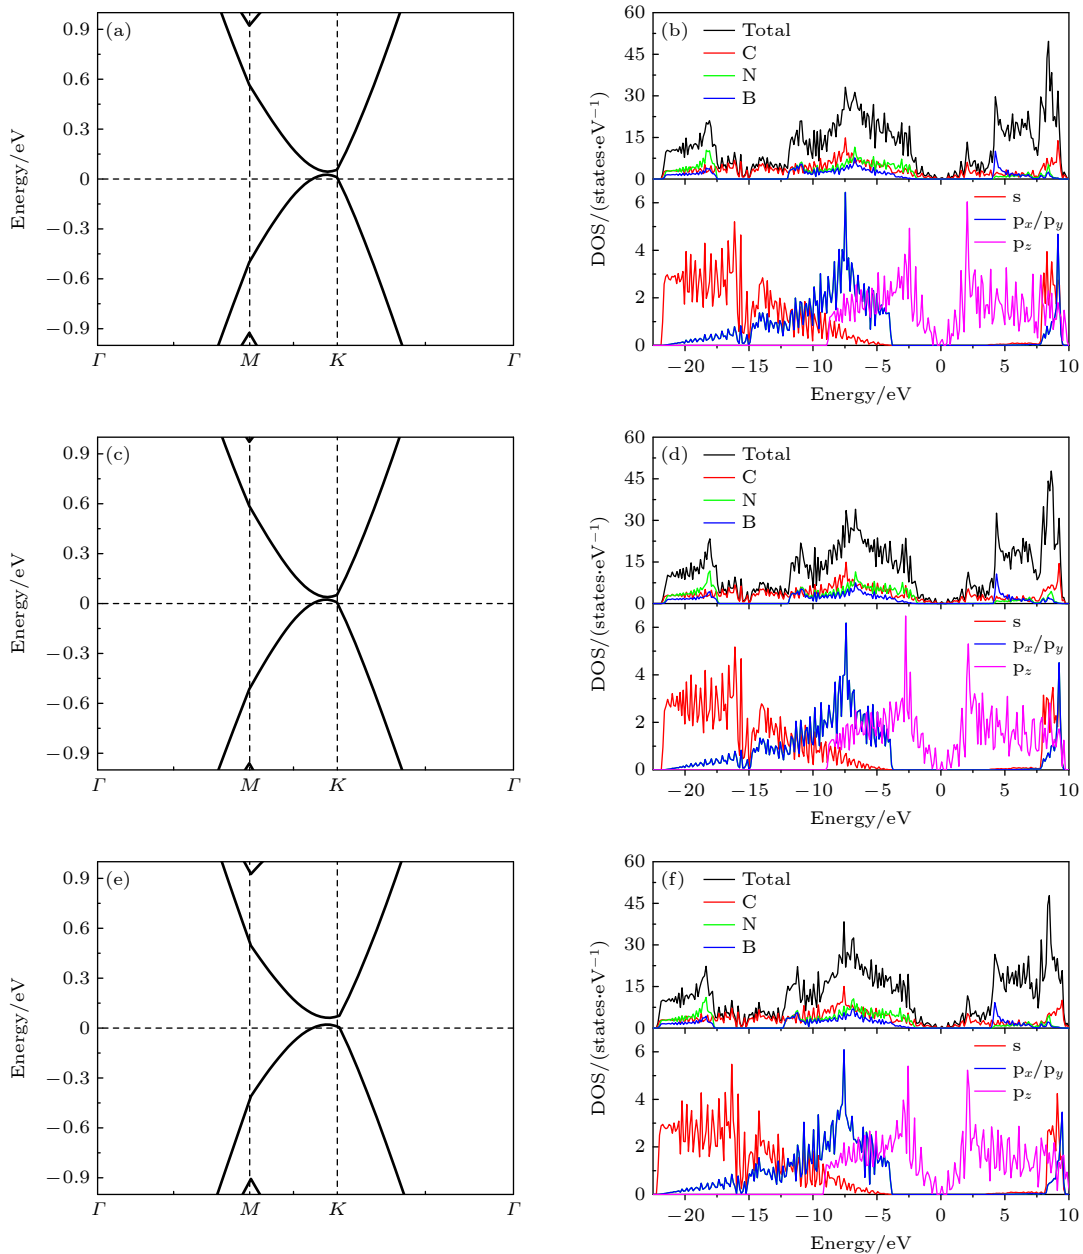 (a)
0.9
0.6
0.3
0
−0.3
−0.6
−0.9
Energy/eV
Γ
M
K
Γ
(b)
60
45
30
15
0
Total
C
N
B
6
4
2
0
s
pₓ/p_y
p_z
DOS/(states·eV⁻¹)
−20
−15
−10
−5
0
5
10
Energy/eV
(c)
0.9
0.6
0.3
0
−0.3
−0.6
−0.9
Energy/eV
Γ
M
K
Γ
(d)
60
45
30
15
0
Total
C
N
B
6
4
2
0
s
pₓ/p_y
p_z
DOS/(states·eV⁻¹)
−20
−15
−10
−5
0
5
10
Energy/eV
(e)
0.9
0.6
0.3
0
−0.3
−0.6
−0.9
Energy/eV
Γ
M
K
Γ
(f)
60
45
30
15
0
Total
C
N
B
6
4
2
0
s
pₓ/p_y
p_z
DOS/(states·eV⁻¹)
−20
−15
−10
−5
0
5
10
Energy/eV